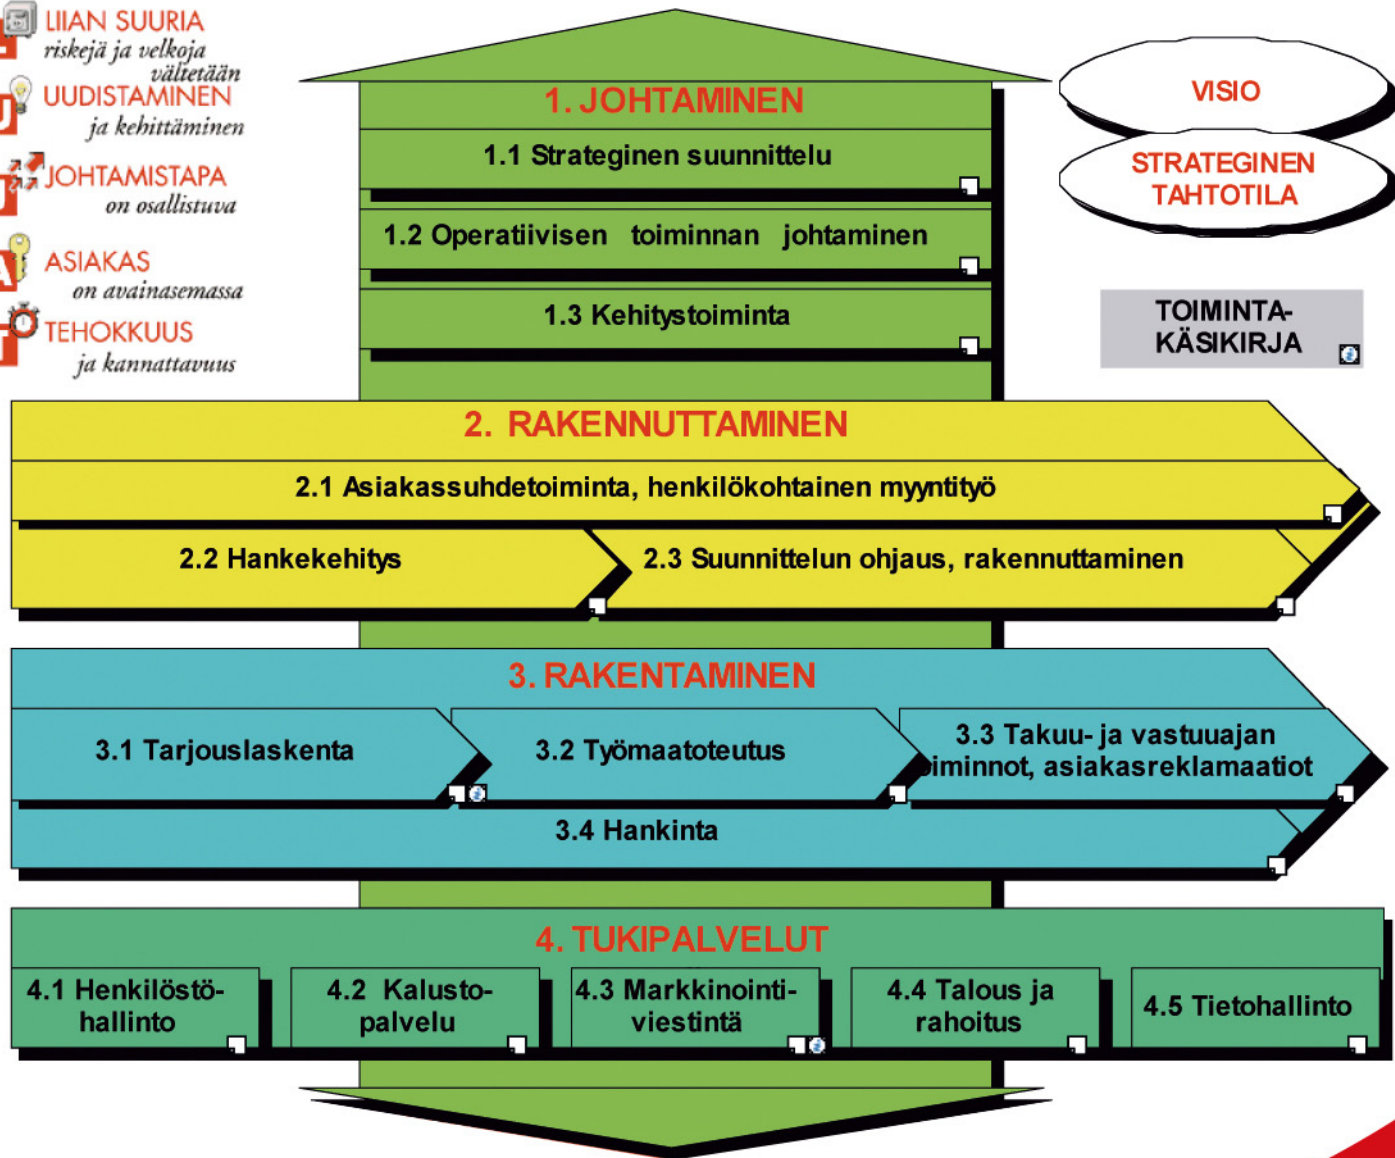 LIIAN SUURIA
riskejä ja velkoja
vältetään
U
UUDISTAMINEN
ja kehittäminen
JOHTAMISTAPA
on osallistuva
A
ASIAKAS
on avainasemassa
T
TEHOKKUUS
ja kannattavuus
1. JOHTAMINEN
1.1 Strateginen suunnittelu
1.2 Operatiivisen toiminnan johtaminen
1.3 Kehitystoiminta
VISIO
STRATEGINEN
TAHTOTILA
TOIMINTA-
KÄSIKIRJA
2. RAKENNUTTAMINEN
2.1 Asiakassuhdetoiminta, henkilökohtainen myyntityö
2.2 Hankekehitys
2.3 Suunnittelun ohjaus, rakennuttaminen
3. RAKENTAMINEN
3.1 Tarjouslaskenta
3.2 Työmaatoteutus
3.3 Takuu- ja vastuuajan
toiminnot, asiakasreklamaatiot
3.4 Hankinta
4. TUKIPALVELUT
4.1 Henkilöstö-
hallinto
4.2 Kalusto-
palvelu
4.3 Markkinointi-
viestintä
4.4 Talous ja
rahoitus
4.5 Tietohallinto